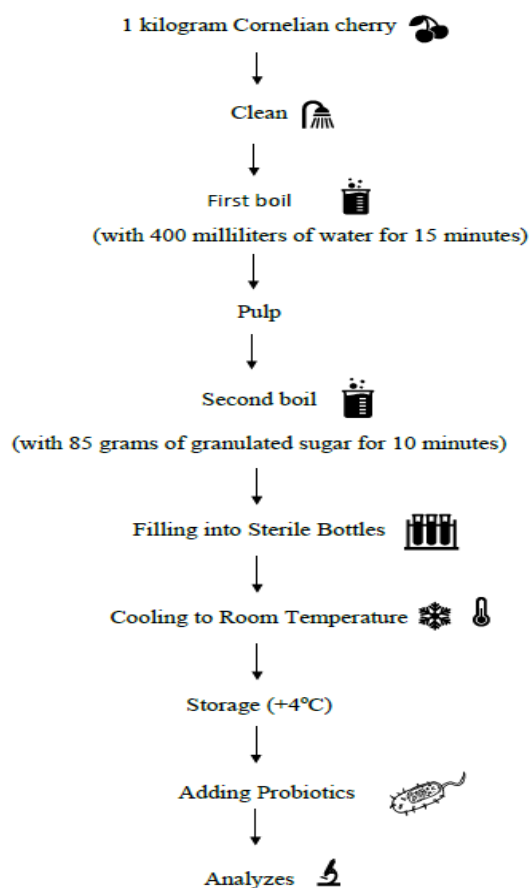 1 kilogram Cornelian cherry
Clean
First boil
(with 400 milliliters of water for 15 minutes)
Pulp
Second boil
(with 85 grams of granulated sugar for 10 minutes)
Filling into Sterile Bottles
Cooling to Room Temperature
Storage (+4°C)
Adding Probiotics
Analyzes